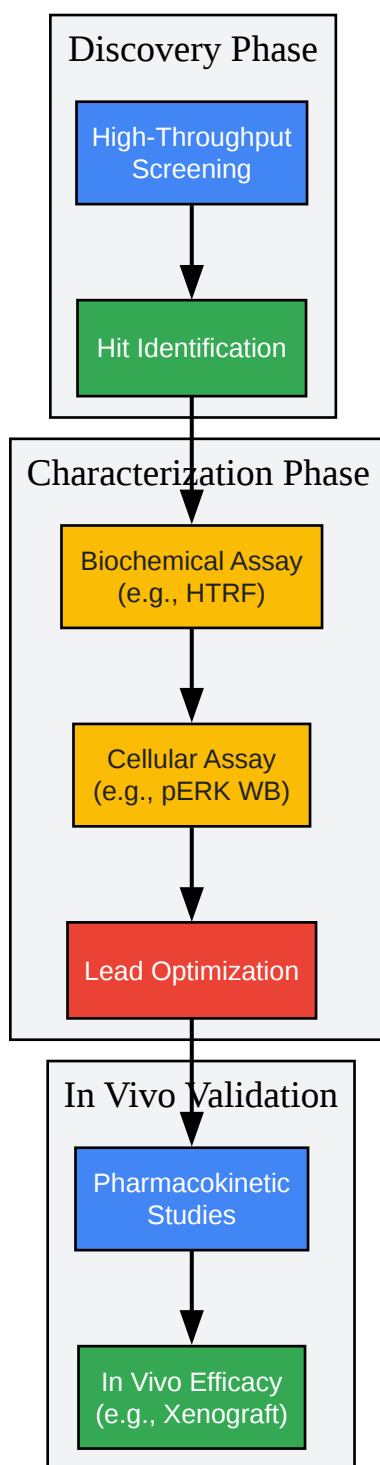 Discovery Phase
High-Throughput
Screening
Hit Identification
Characterization Phase
Biochemical Assay
(e.g., HTRF)
Cellular Assay
(e.g., pERK WB)
Lead Optimization
In Vivo Validation
Pharmacokinetic
Studies
In Vivo Efficacy
(e.g., Xenograft)